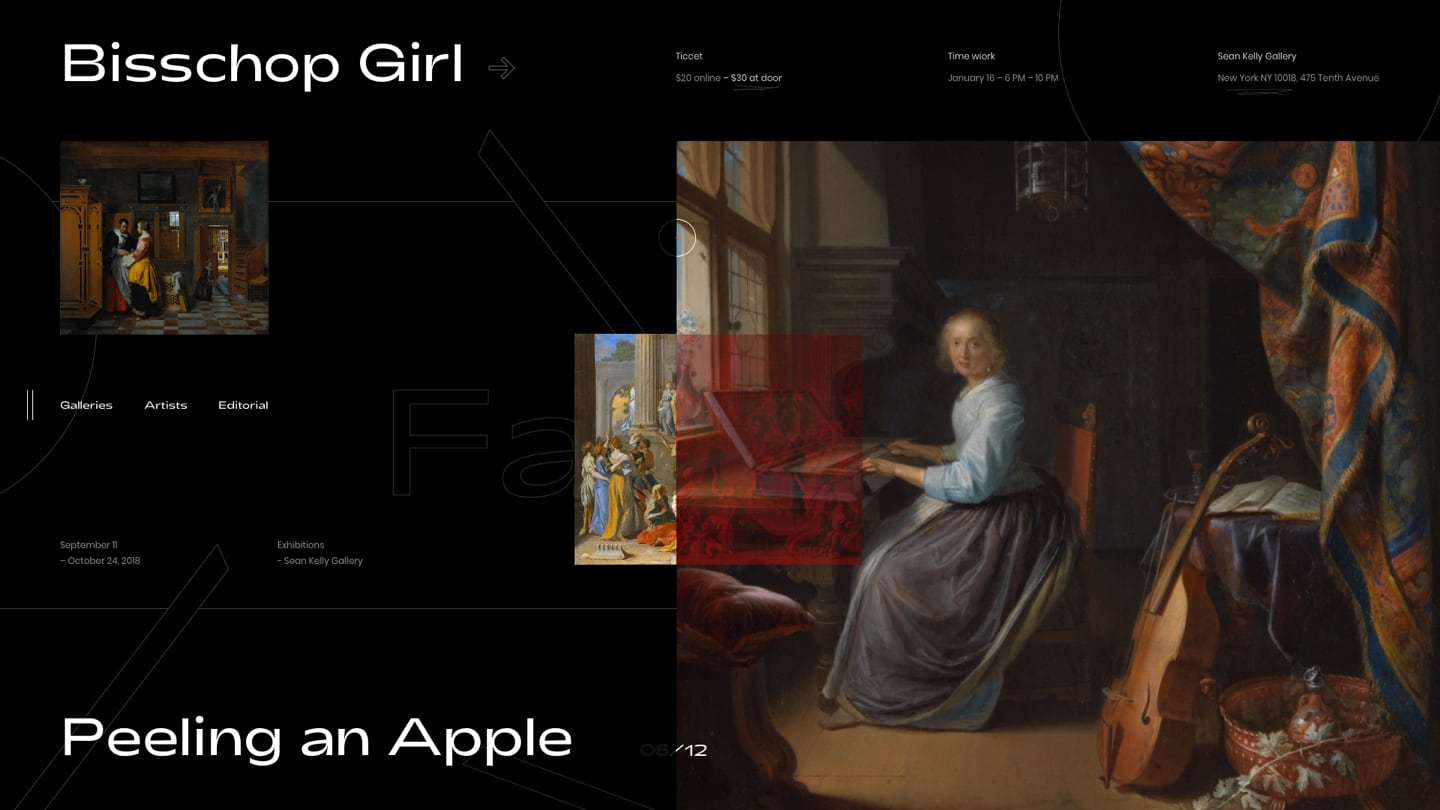 Bisschop Girl
Ticcet
$20 online – $30 at door
Time wiork
January 16 – 6 PM – 10 PM
Sean Kelly Gallery
New York NY 10018, 475 Tenth Avenue
Galleries
Artists
Editorial
Fa
September 11
– October 24, 2018
Exhibitions
- Sean Kelly Gallery
Peeling an Apple
06/12